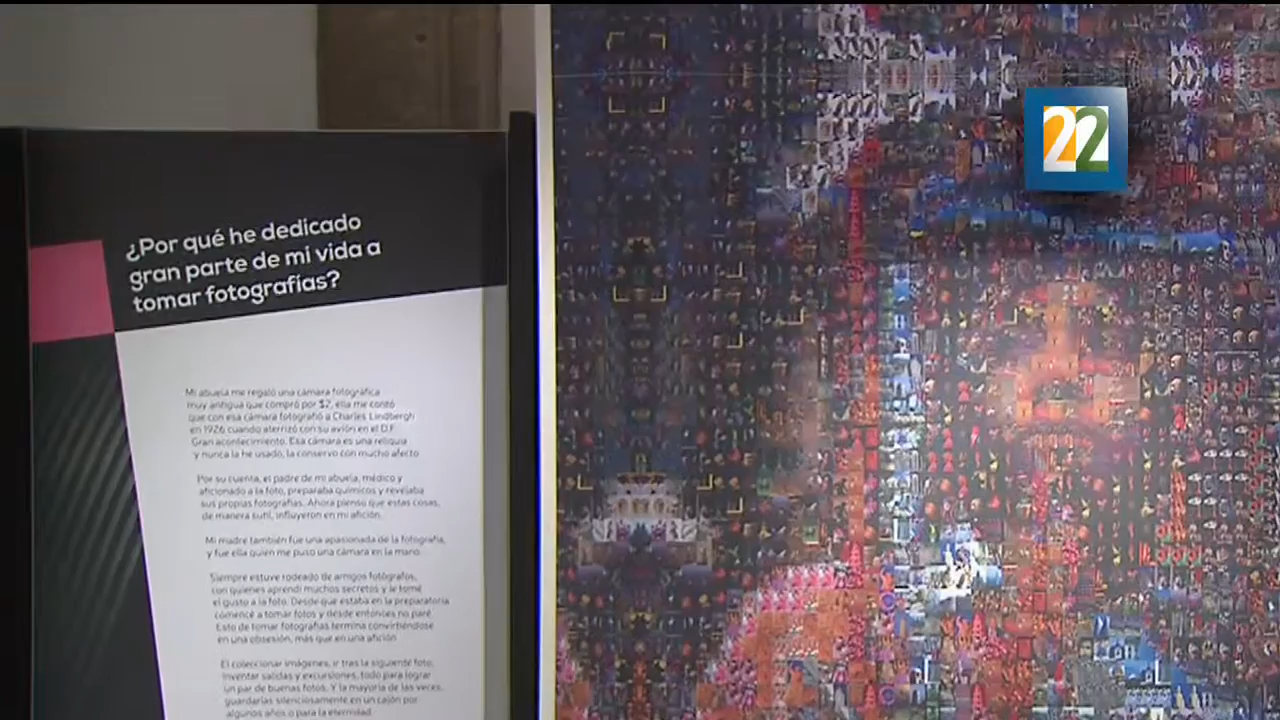 22
¿Por qué he dedicado
gran parte de mi vida a
tomar fotografías?
Mi abuela me regaló una cámara fotográfica
muy antigua que compró por $2, ella me contó
que con esa cámara fotografió a Charles Lindbergh
en 1926 cuando aterrizó con su avión en el D.F.
Gran acontecimiento. Esa cámara es una reliquia
y nunca la he usado, la conservo con mucho afecto
Por su cuenta, el padre de mi abuela, médico y
aficionado a la foto, preparaba químicos y revelaba
sus propias fotografías. Ahora pienso que estas cosas,
de manera sutil, influyeron en mi afición.
Mi madre también fue una apasionada de la fotografía,
y fue ella quien me puso una cámara en la mano.
Siempre estuve rodeado de amigos fotógrafos,
con quienes aprendí muchos secretos y le tomé
el gusto a la foto. Desde que estaba en la preparatoria
comencé a tomar fotos y desde entonces no paré.
Esto de tomar fotografías termina convirtiéndose
en una obsesión, más que en una afición
El coleccionar imágenes, ir tras la siguiente foto,
inventar salidas y excursiones, todo para lograr
un par de buenas fotos. Y la mayoría de las veces,
guardarlas silenciosamente en un cajón por
algunos años o para la eternidad.